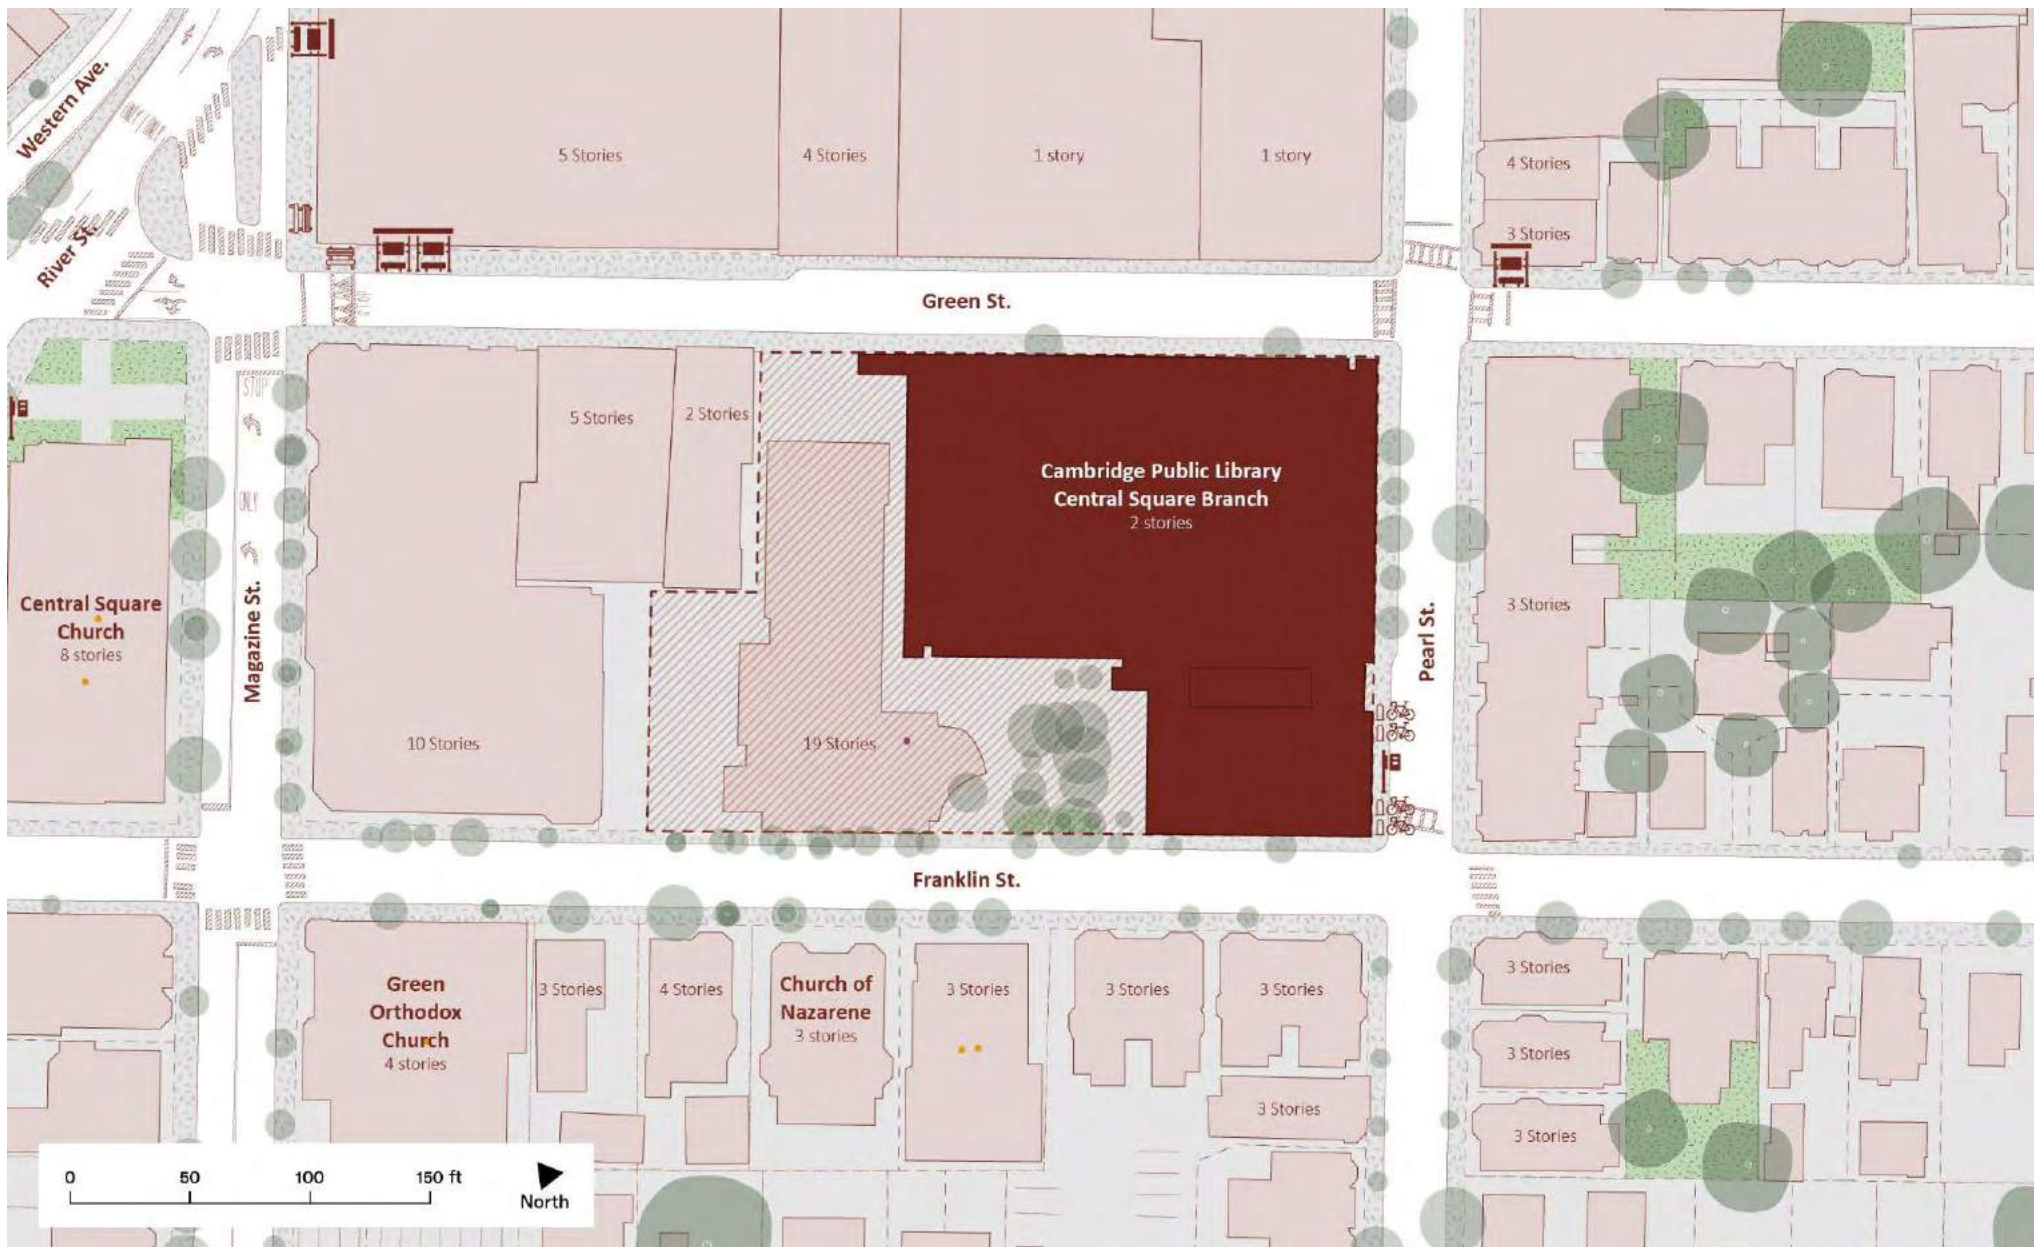 Western Ave.
River St.
5 Stories
4 Stories
1 story
1 story
4 Stories
3 Stories
Green St.
STOP
ONLY
5 Stories
2 Stories
Cambridge Public Library
Central Square Branch
2 stories
Central Square
Church
8 stories
Magazine St.
Pearl St.
3 Stories
10 Stories
19 Stories
Franklin St.
Green
Orthodox
Church
4 stories
3 Stories
4 Stories
Church of
Nazarene
3 stories
3 Stories
3 Stories
3 Stories
3 Stories
3 Stories
3 Stories
3 Stories
0 50 100 150 ft
North